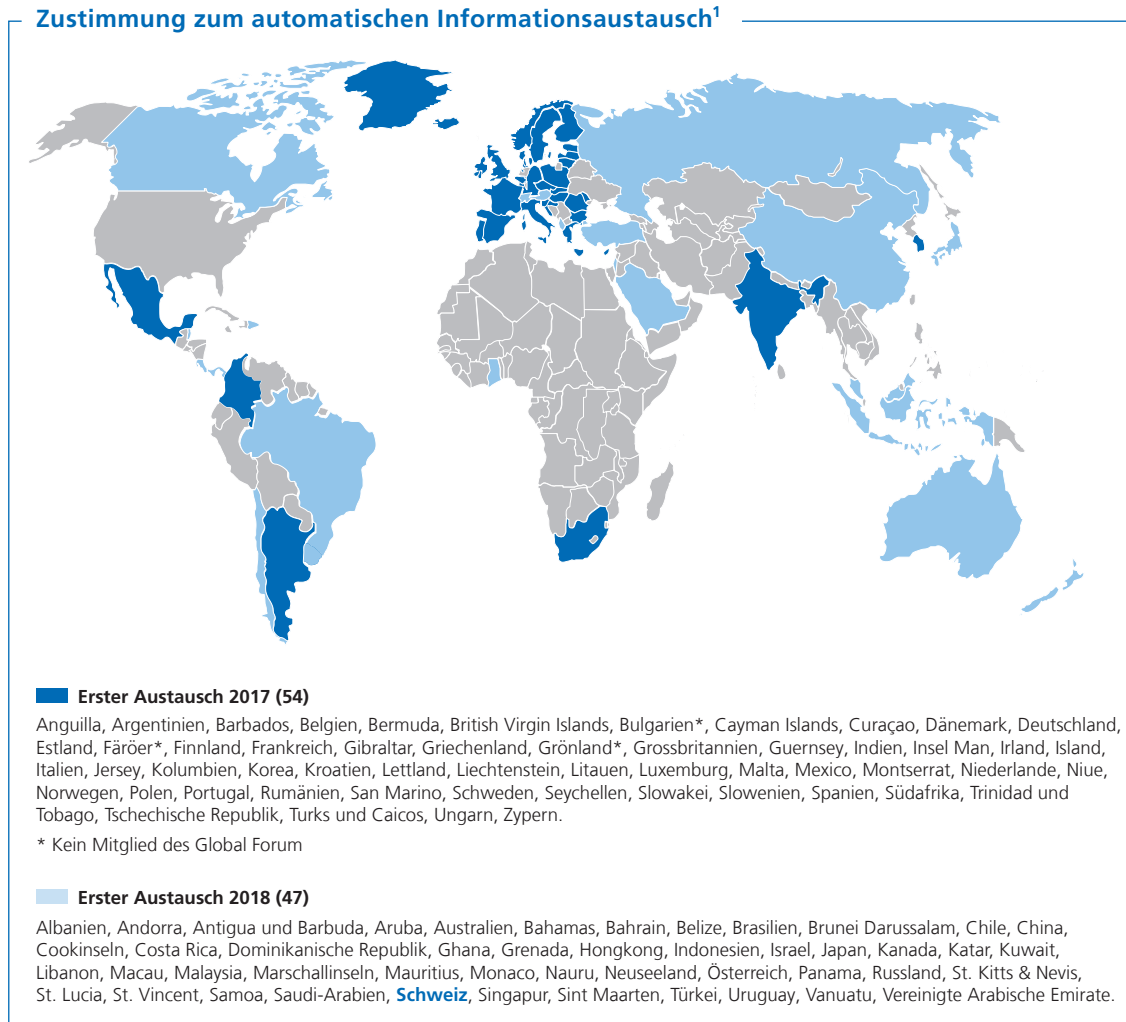 Zustimmung zum automatischen Informationsaustausch¹
Erster Austausch 2017 (54)
Anguilla, Argentinien, Barbados, Belgien, Bermuda, British Virgin Islands, Bulgarien*, Cayman Islands, Curaçao, Dänemark, Deutschland,
Estland, Färöer*, Finnland, Frankreich, Gibraltar, Griechenland, Grönland*, Grossbritannien, Guernsey, Indien, Insel Man, Irland, Island,
Italien, Jersey, Kolumbien, Korea, Kroatien, Lettland, Liechtenstein, Litauen, Luxemburg, Malta, Mexico, Montserrat, Niederlande, Niue,
Norwegen, Polen, Portugal, Rumänien, San Marino, Schweden, Seychellen, Slowakei, Slowenien, Spanien, Südafrika, Trinidad und
Tobago, Tschechische Republik, Turks und Caicos, Ungarn, Zypern.
* Kein Mitglied des Global Forum
Erster Austausch 2018 (47)
Albanien, Andorra, Antigua und Barbuda, Aruba, Australien, Bahamas, Bahrain, Belize, Brasilien, Brunei Darussalam, Chile, China,
Cookinseln, Costa Rica, Dominikanische Republik, Ghana, Grenada, Hongkong, Indonesien, Israel, Japan, Kanada, Katar, Kuwait,
Libanon, Macau, Malaysia, Marschallinseln, Mauritius, Monaco, Nauru, Neuseeland, Österreich, Panama, Russland, St. Kitts & Nevis,
St. Lucia, St. Vincent, Samoa, Saudi-Arabien, Schweiz, Singapur, Sint Maarten, Türkei, Uruguay, Vanuatu, Vereinigte Arabische Emirate.